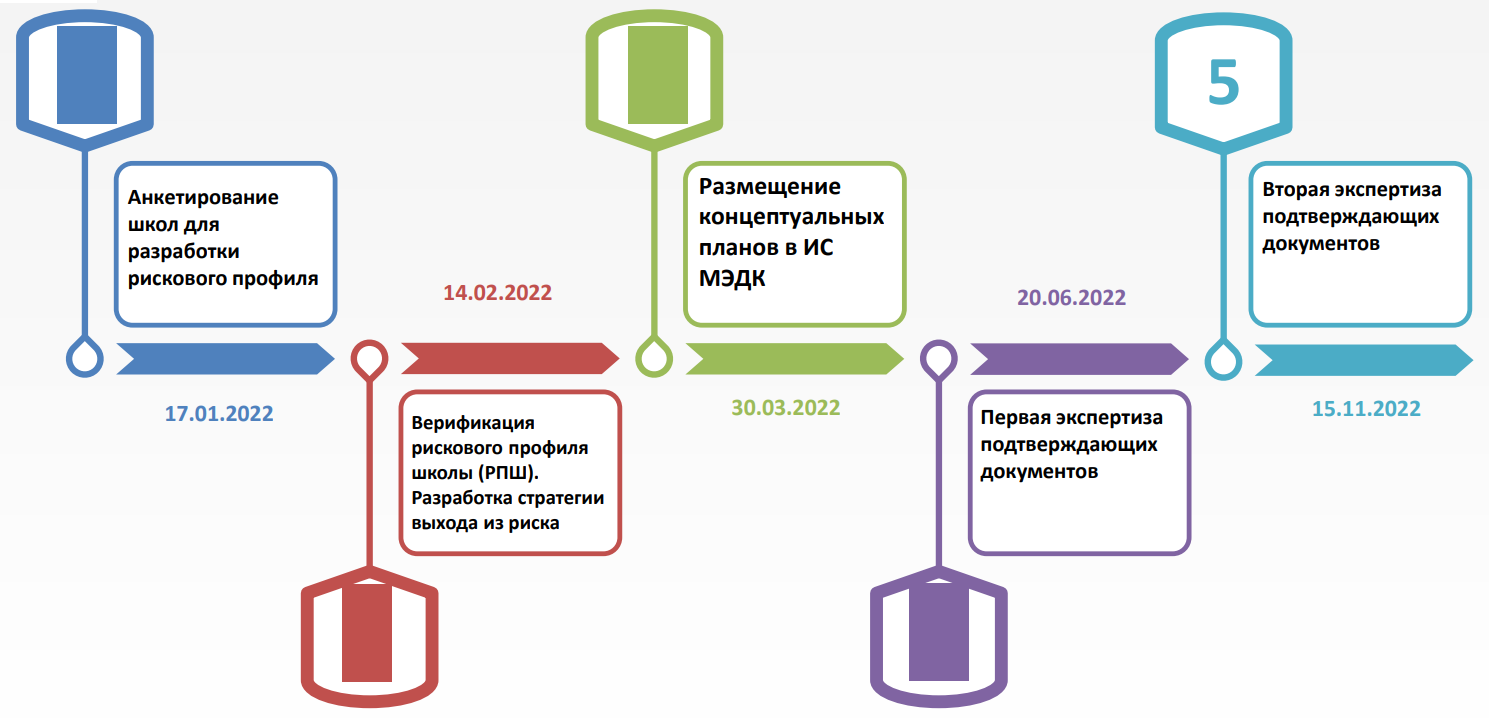 Анкетирование
школ для
разработки
рискового профиля
17.01.2022
14.02.2022
Верификация
рискового профиля
школы (РПШ).
Разработка стратегии
выхода из риска
Размещение
концептуальных
планов в ИС
МЭДК
30.03.2022
20.06.2022
Первая экспертиза
подтверждающих
документов
5
Вторая экспертиза
подтверждающих
документов
15.11.2022